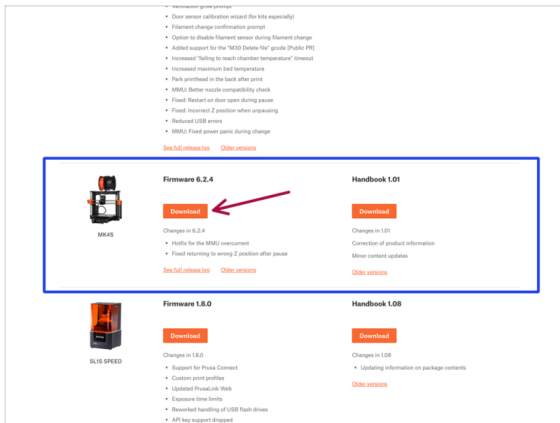 Ventilation grille prompt
Door sensor calibration wizard (for kits especially)
Filament change confirmation prompt
Option to disable filament sensor during filament change
Added support for the "M30 Delete file" gcode [Public PR]
Increased "failing to reach chamber temperature" timeout
Increased maximum bed temperature
Park printhead in the back after print
MMU: Better nozzle compatibility check
Fixed: Restart on door open during pause
Fixed: Incorrect Z position when unpausing
Reduced USB errors
MMU: Fixed power panic during change
See full release log Older versions
Firmware 6.2.4
Download
Changes in 6.2.4
Hotfix for the MMU overcurrent
Fixed returning to wrong Z position after pause
See full release log Older versions
Handbook 1.01
Download
Changes in 1.01
Correction of product information
Minor content updates
Older versions
MK4S
Firmware 1.8.0
Download
Changes in 1.8.0
Support for Prusa Connect
Custom print profiles
Updated PrusaLink Web
Exposure time limits
Reworked handling of USB flash drives
API key support dropped
Handbook 1.08
Download
Changes in 1.08
Updating information on package contents
Older versions
SL1S SPEED